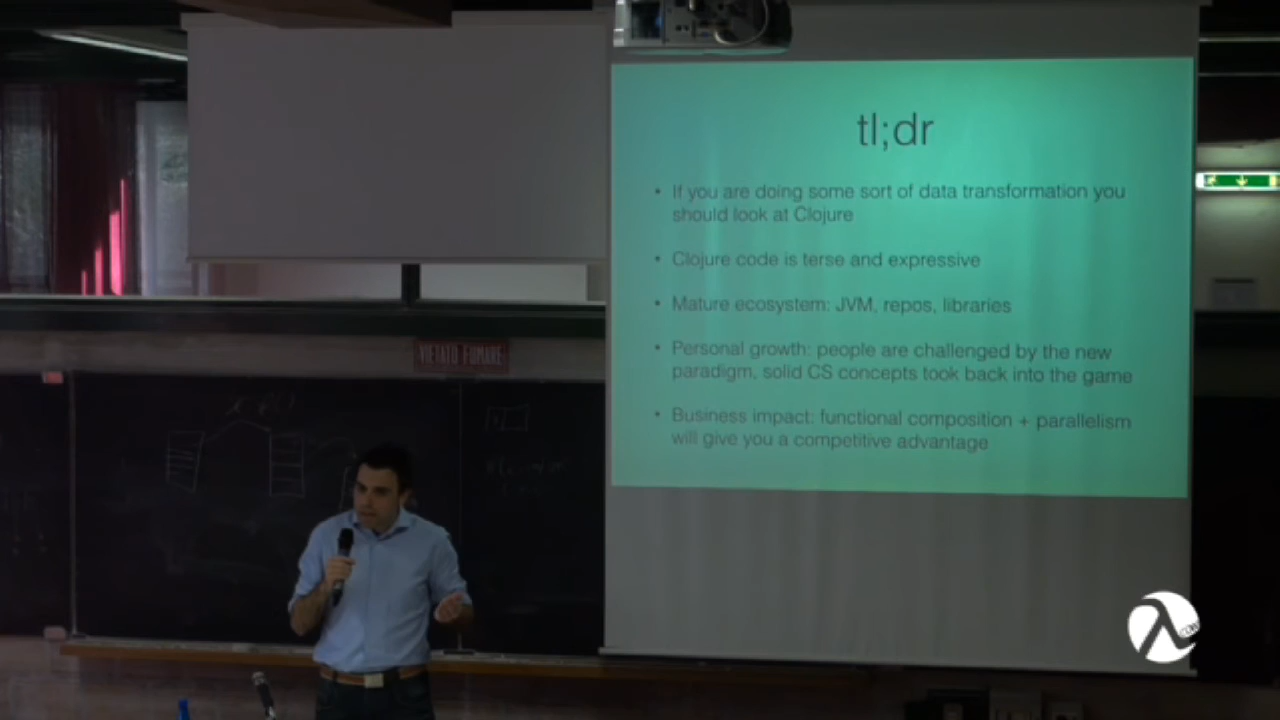 tl;dr
• If you are doing some sort of data transformation you
should look at Clojure
• Clojure code is terse and expressive
• Mature ecosystem: JVM, repos, libraries
• Personal growth: people are challenged by the new
paradigm, solid CS concepts took back into the game
• Business impact: functional composition + parallelism
will give you a competitive advantage
VIETATO FUMARE